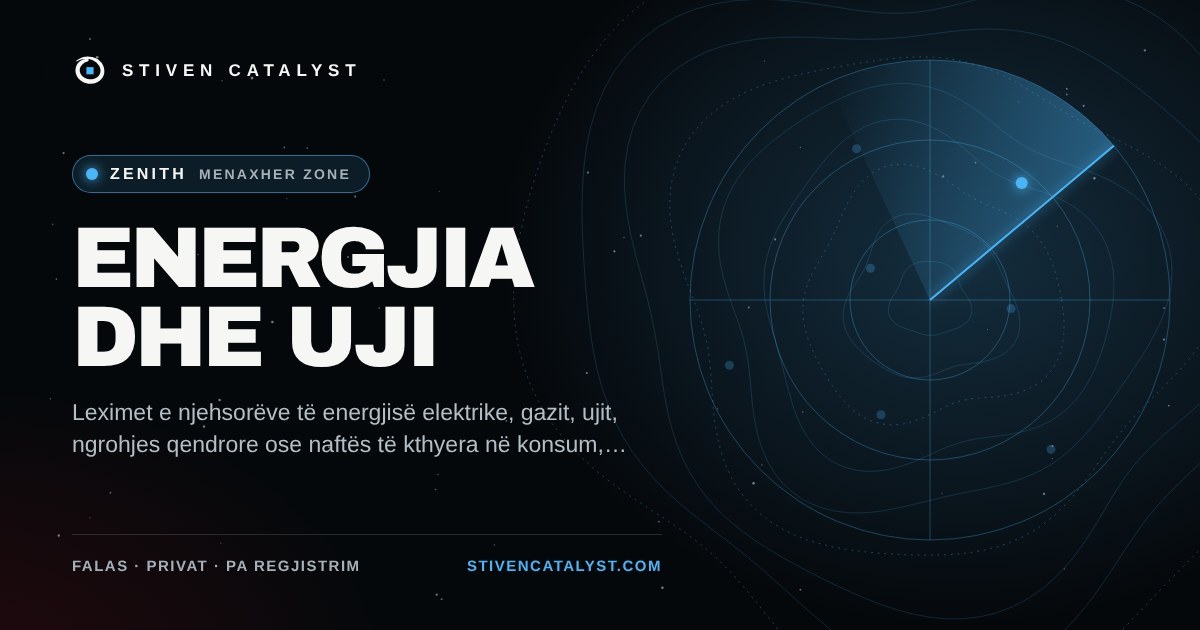 STIVEN CATALYST
ZENITH MENAXHER ZONE
ENERGJIA
DHE UJI
Leximet e njehsorëve të energjisë elektrike, gazit, ujit,
ngrohjes qendrore ose naftës të kthyera në konsum,…
FALAS · PRIVAT · PA REGJISTRIM
STIVENCATALYST.COM